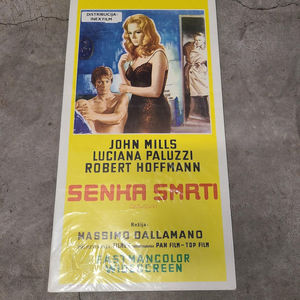 DISTRIBUCIJA:
INEXFILM
JOHN MILLS
LUCIANA PALUZZI
ROBERT HOFFMANN
SENKA SMRTI
Režija:
MASSIMO DALLAMANO
PAN FILM - TOP FILM
EASTMANCOLOR
WIDESCREEN